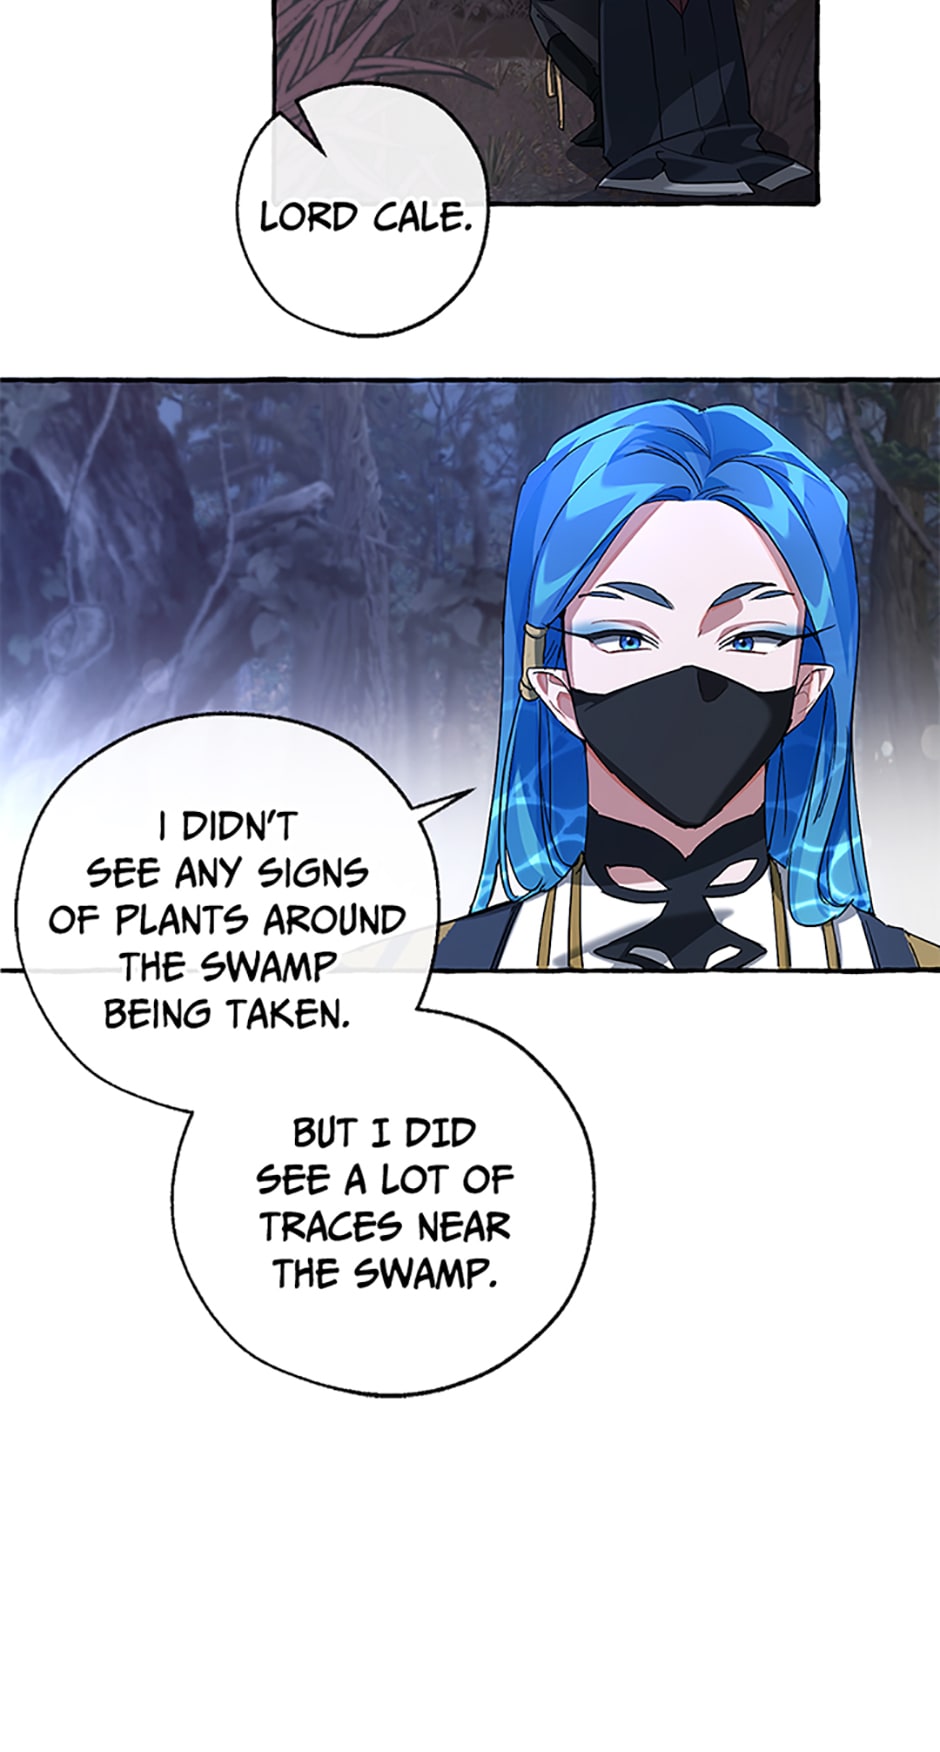 LORD CALE.
I DIDN'T
SEE ANY SIGNS
OF PLANTS AROUND
THE SWAMP
BEING TAKEN.
BUT I DID
SEE A LOT OF
TRACES NEAR
THE SWAMP.